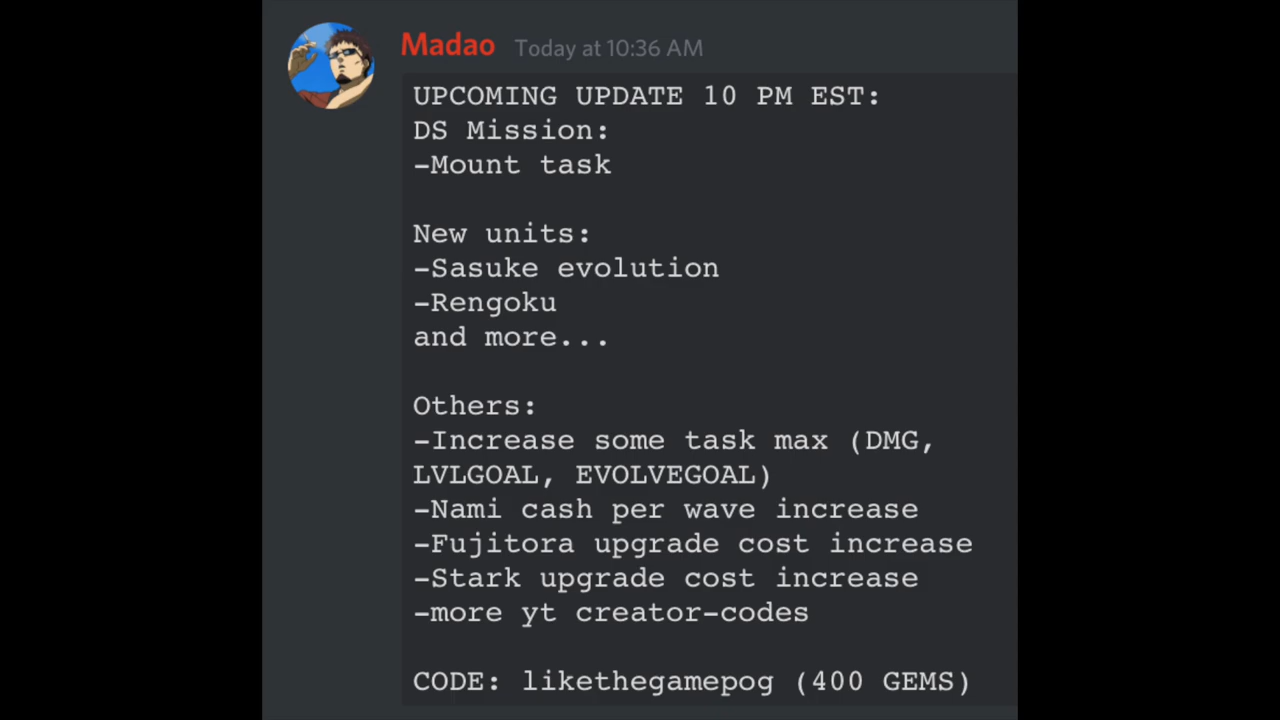 Madao Today at 10:36 AM
UPCOMING UPDATE 10 PM EST:
DS Mission:
-Mount task
New units:
-Sasuke evolution
-Rengoku
and more...
Others:
-Increase some task max (DMG,
LVLGOAL, EVOLVEGOAL)
-Nami cash per wave increase
-Fujitora upgrade cost increase
-Stark upgrade cost increase
-more yt creator-codes
CODE: likethegamepog (400 GEMS)